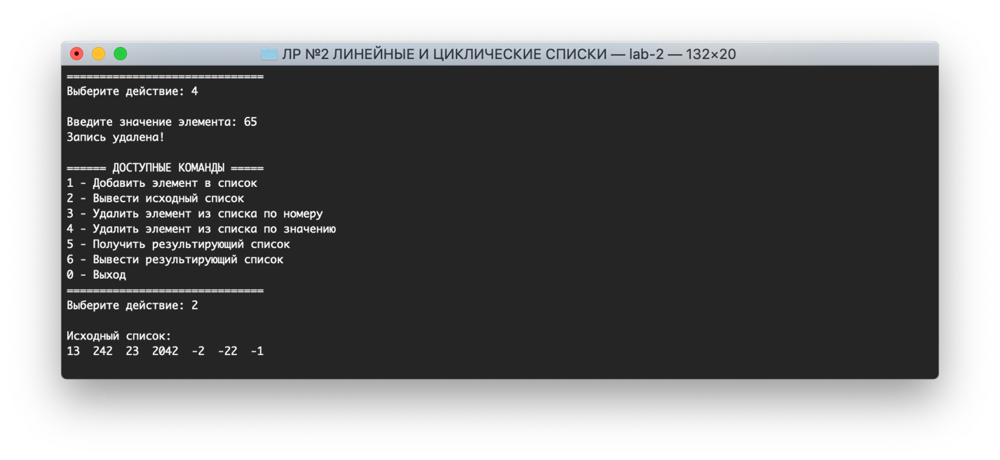 ЛР №2 ЛИНЕЙНЫЕ И ЦИКЛИЧЕСКИЕ СПИСКИ — lab-2 — 132×20
==============================
Выберите действие: 4
Введите значение элемента: 65
Запись удалена!
====== ДОСТУПНЫЕ КОМАНДЫ =====
1 - Добавить элемент в список
2 - Вывести исходный список
3 - Удалить элемент из списка по номеру
4 - Удалить элемент из списка по значению
5 - Получить результирующий список
6 - Вывести результирующий список
0 - Выход
==============================
Выберите действие: 2
Исходный список:
13  242  23  2042  -2  -22  -1